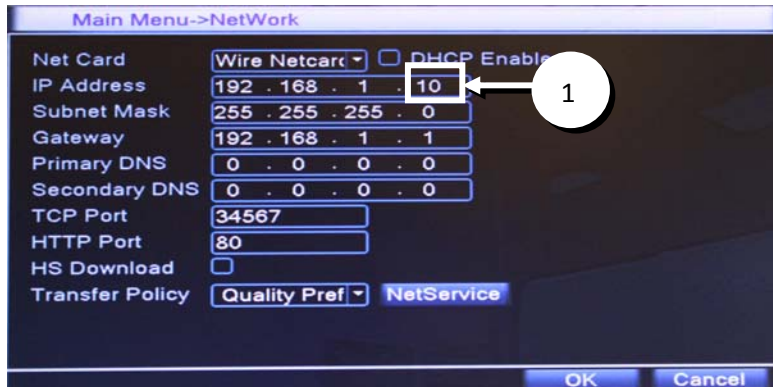 Main Menu->NetWork
Net Card Wire Netcar DHCP Enable
IP Address 192 . 168 . 1 . 10
1
Subnet Mask 255 . 255 . 255 . 0
Gateway 192 . 168 . 1 . 1
Primary DNS 0 . 0 . 0 . 0
Secondary DNS 0 . 0 . 0 . 0
TCP Port 34567
HTTP Port 80
HS Download
Transfer Policy Quality Pref NetService
OK Cancel